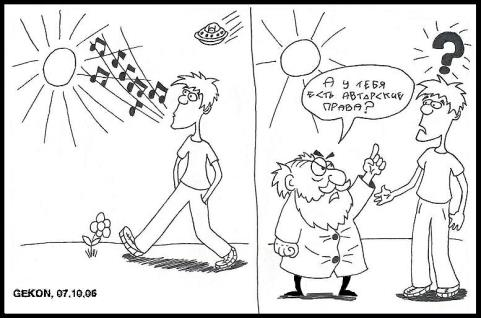 ?
А У ТЕБЯ
ЕСТЬ АВТОРСКИЕ
ПРАВА?
GEKON, 07.10.06